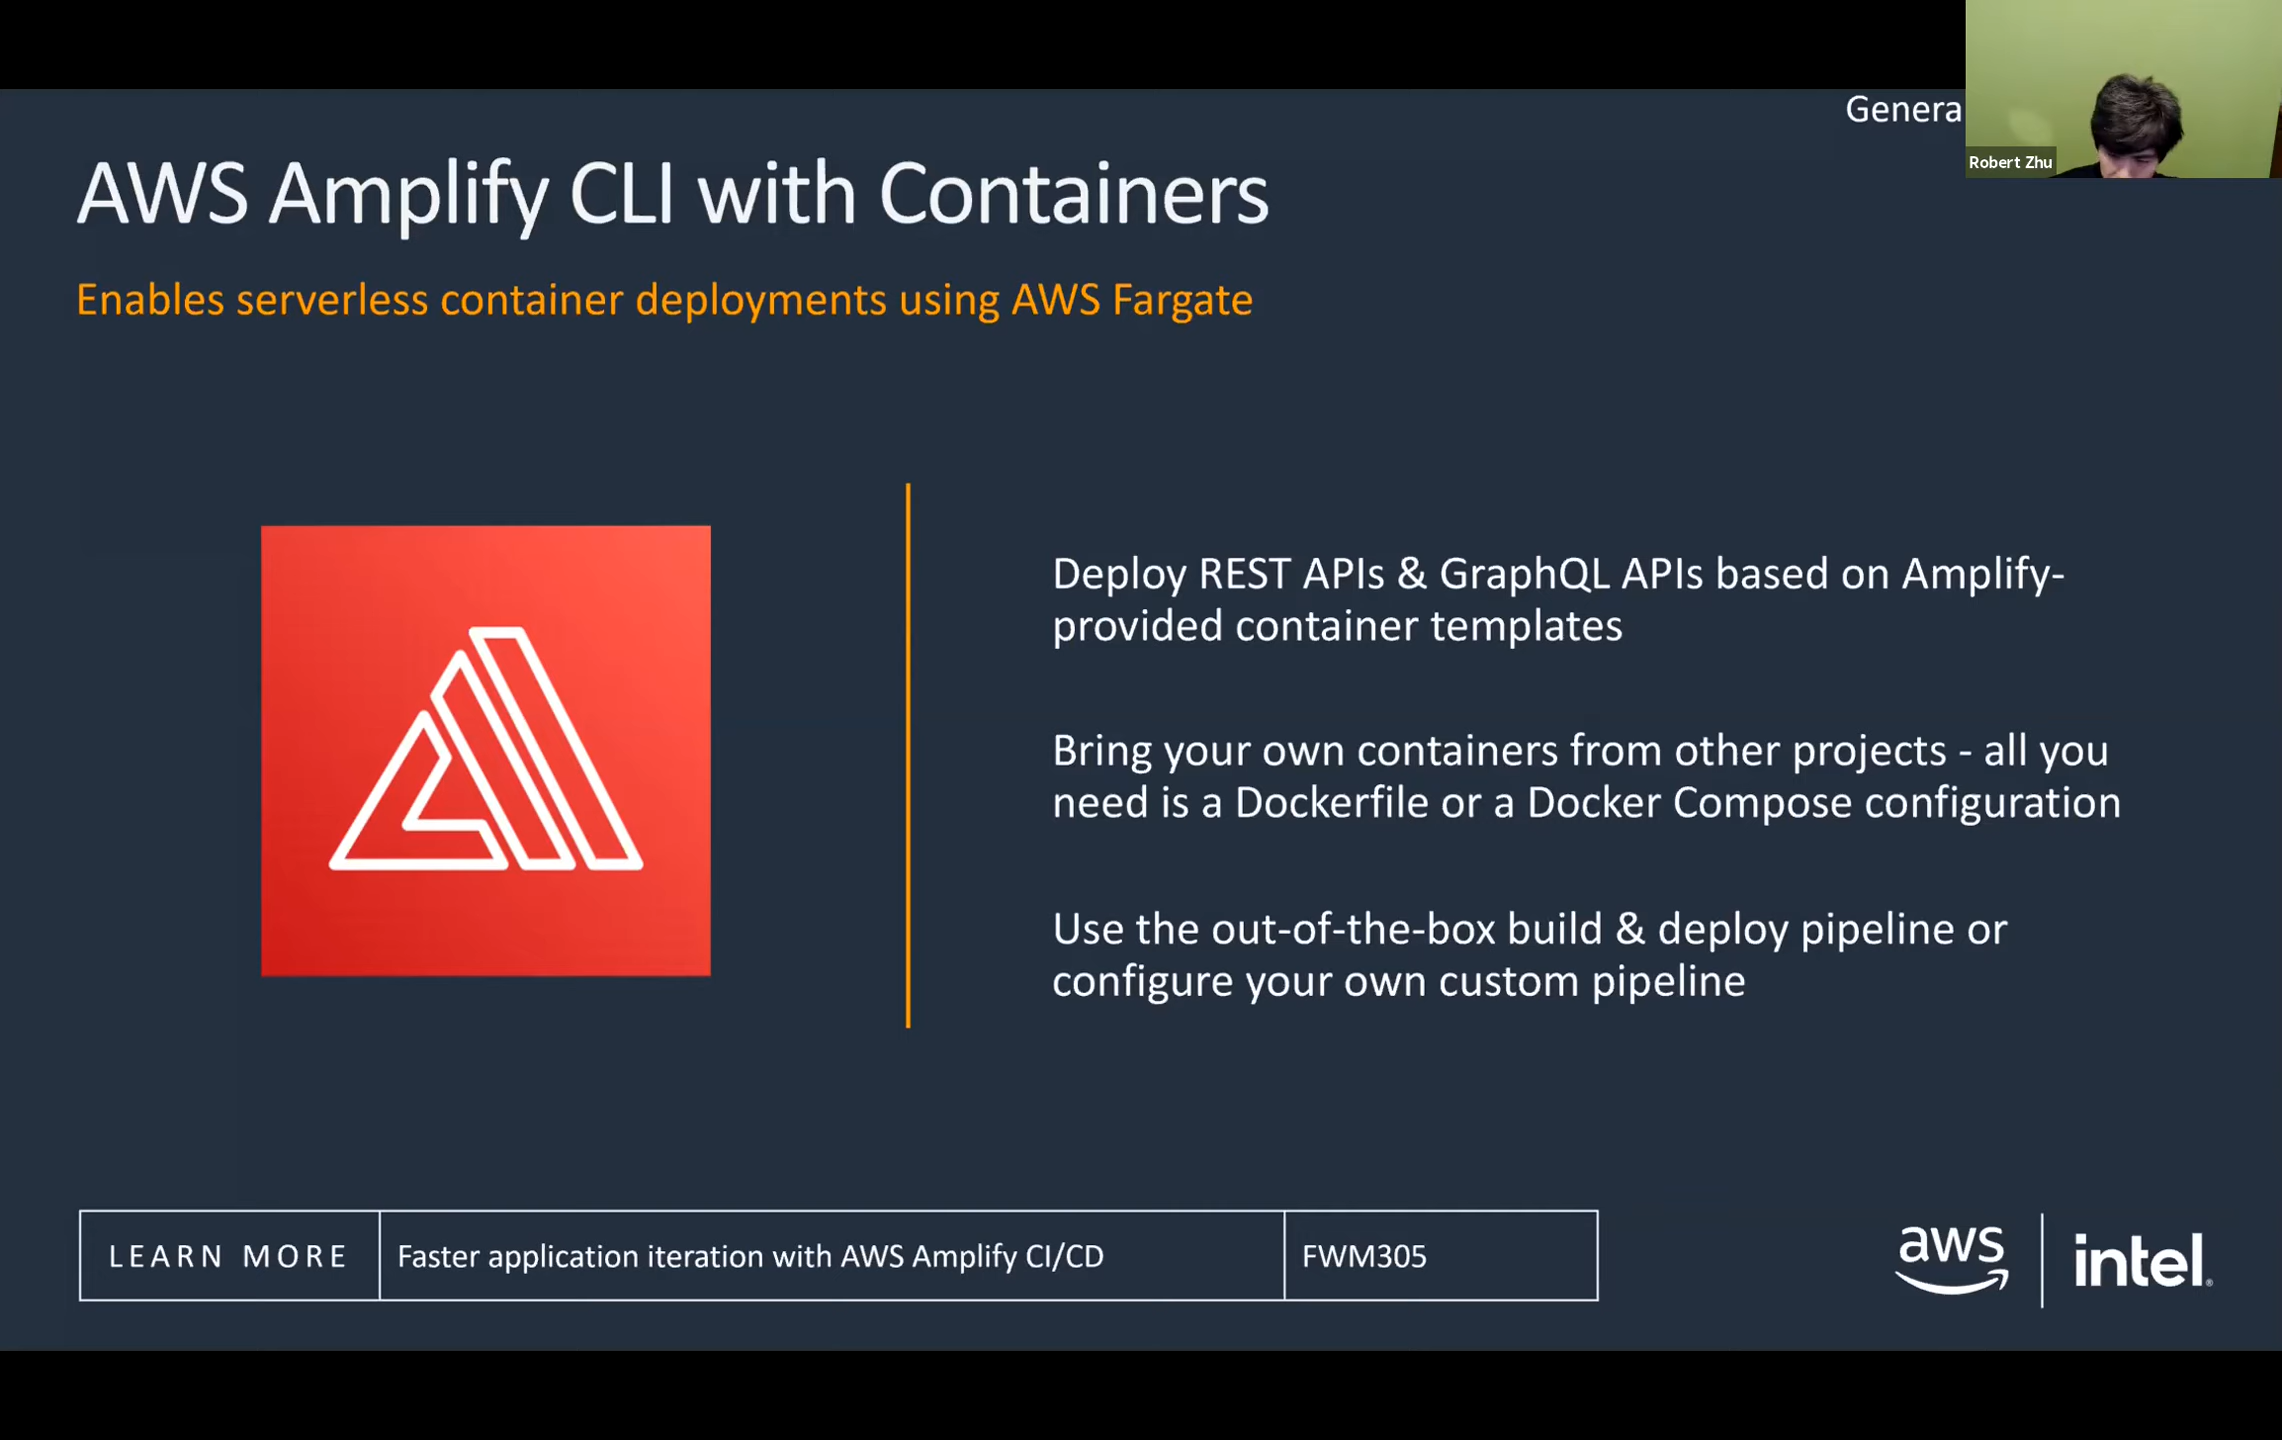 Genera
Robert Zhu
AWS Amplify CLI with Containers
Enables serverless container deployments using AWS Fargate
Deploy REST APIs & GraphQL APIs based on Amplify-
provided container templates
Bring your own containers from other projects - all you
need is a Dockerfile or a Docker Compose configuration
Use the out-of-the-box build & deploy pipeline or
configure your own custom pipeline
LEARN MORE Faster application iteration with AWS Amplify CI/CD FWM305
aws intel.